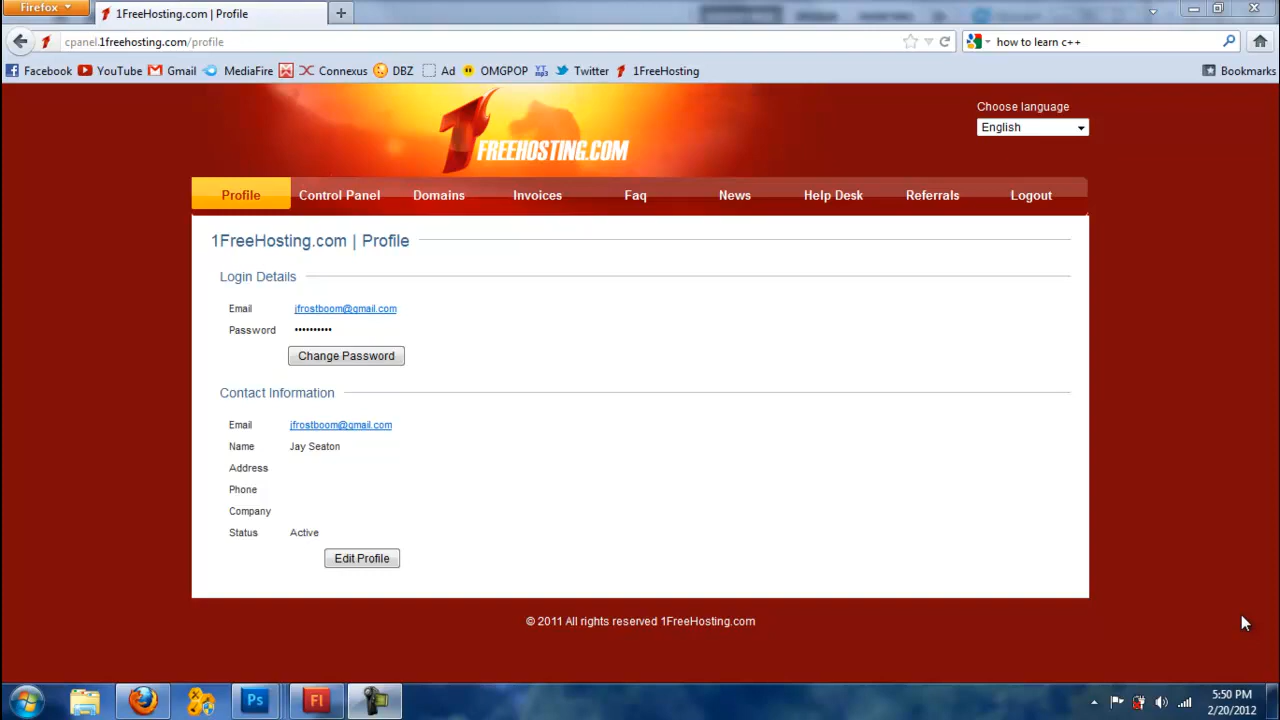 Firefox
1FreeHosting.com | Profile
cpanel.1freehosting.com/profile
how to learn c++
Facebook YouTube Gmail MediaFire Connexus DBZ Ad OMGPOP Twitter 1FreeHosting Bookmarks
Choose language
English
1FREEHOSTING.COM
Profile Control Panel Domains Invoices Faq News Help Desk Referrals Logout
1FreeHosting.com | Profile
Login Details
Email jfrostboom@gmail.com
Password ••••••••••
Change Password
Contact Information
Email jfrostboom@gmail.com
Name Jay Seaton
Address
Phone
Company
Status Active
Edit Profile
© 2011 All rights reserved 1FreeHosting.com
Ps Fl
5:50 PM
2/20/2012